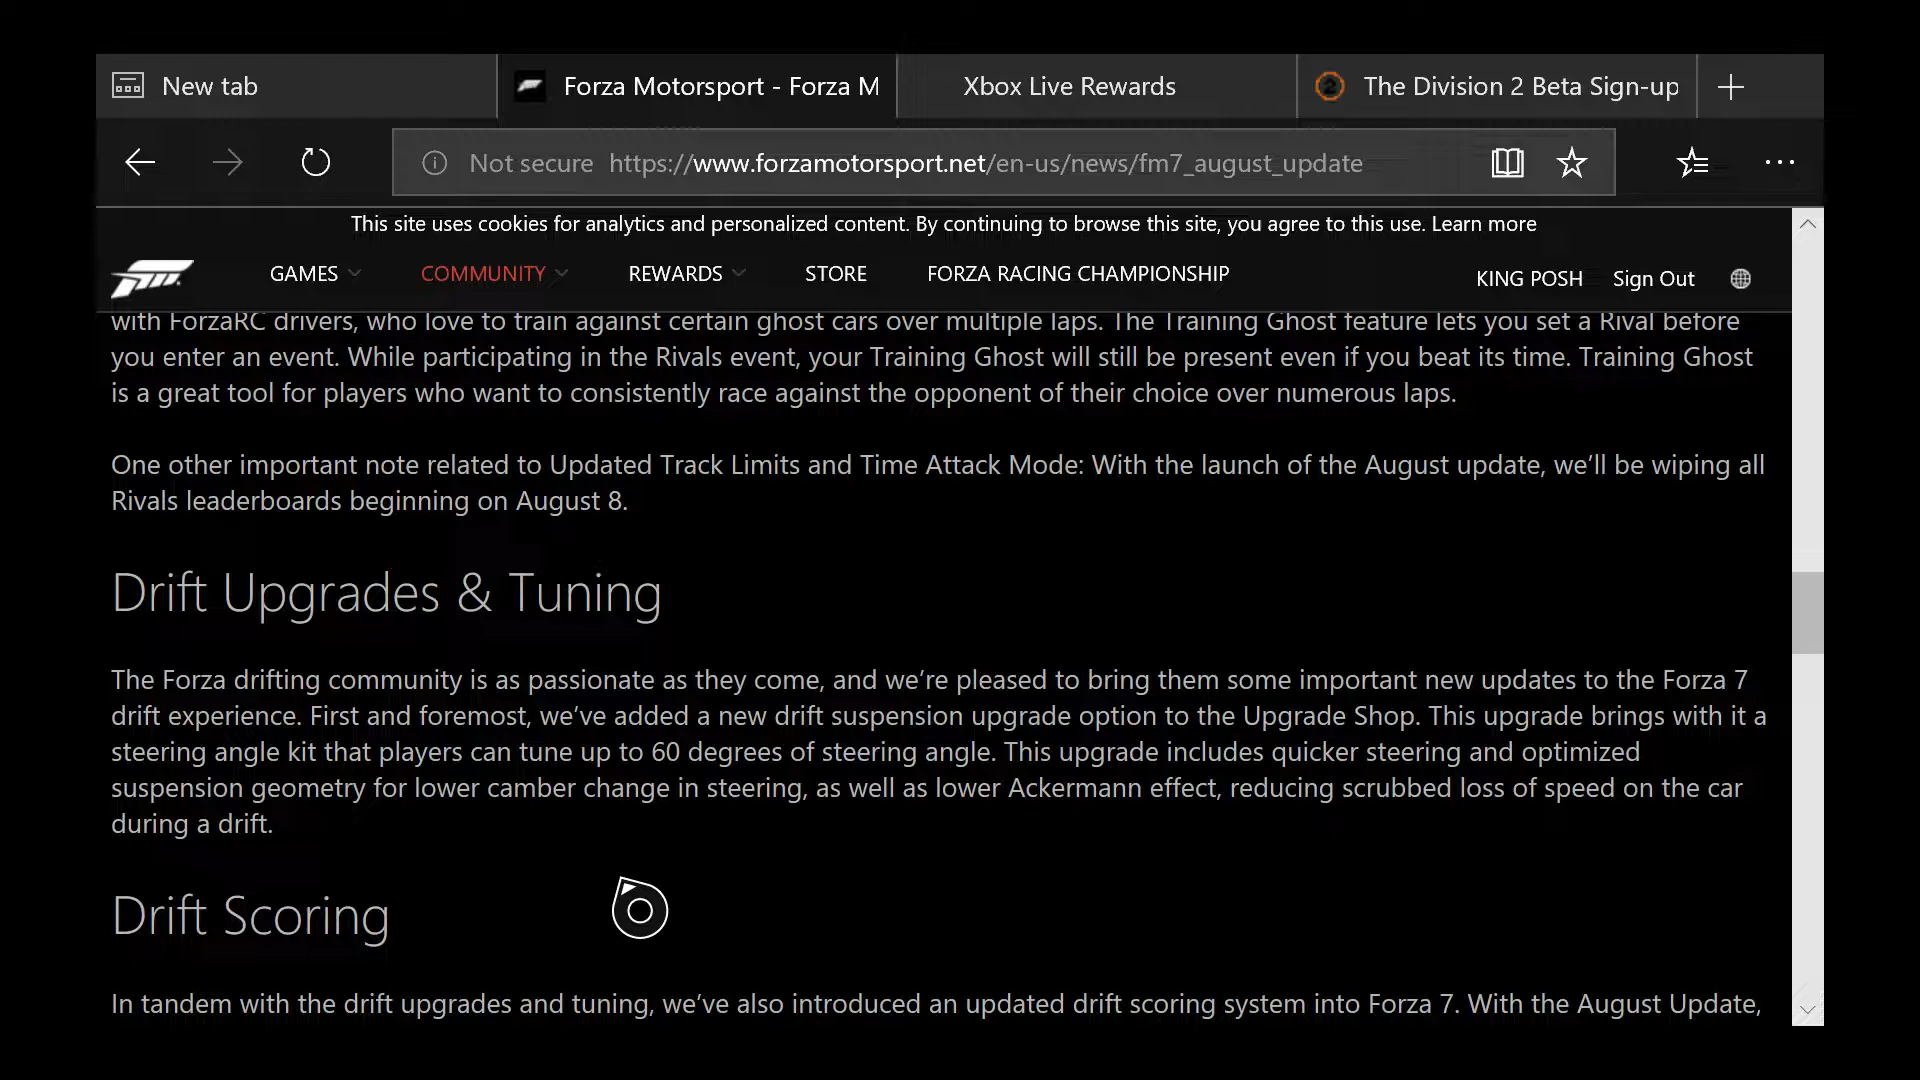 New tab
Forza Motorsport - Forza M
Xbox Live Rewards
The Division 2 Beta Sign-up
Not secure https://www.forzamotorsport.net/en-us/news/fm7_august_update
This site uses cookies for analytics and personalized content. By continuing to browse this site, you agree to this use. Learn more
GAMES COMMUNITY REWARDS STORE FORZA RACING CHAMPIONSHIP
KING POSH Sign Out
with ForzaRC drivers, who love to train against certain ghost cars over multiple laps. The Training Ghost feature lets you set a Rival before
you enter an event. While participating in the Rivals event, your Training Ghost will still be present even if you beat its time. Training Ghost
is a great tool for players who want to consistently race against the opponent of their choice over numerous laps.
One other important note related to Updated Track Limits and Time Attack Mode: With the launch of the August update, we’ll be wiping all
Rivals leaderboards beginning on August 8.
Drift Upgrades & Tuning
The Forza drifting community is as passionate as they come, and we’re pleased to bring them some important new updates to the Forza 7
drift experience. First and foremost, we’ve added a new drift suspension upgrade option to the Upgrade Shop. This upgrade brings with it a
steering angle kit that players can tune up to 60 degrees of steering angle. This upgrade includes quicker steering and optimized
suspension geometry for lower camber change in steering, as well as lower Ackermann effect, reducing scrubbed loss of speed on the car
during a drift.
Drift Scoring
In tandem with the drift upgrades and tuning, we’ve also introduced an updated drift scoring system into Forza 7. With the August Update,